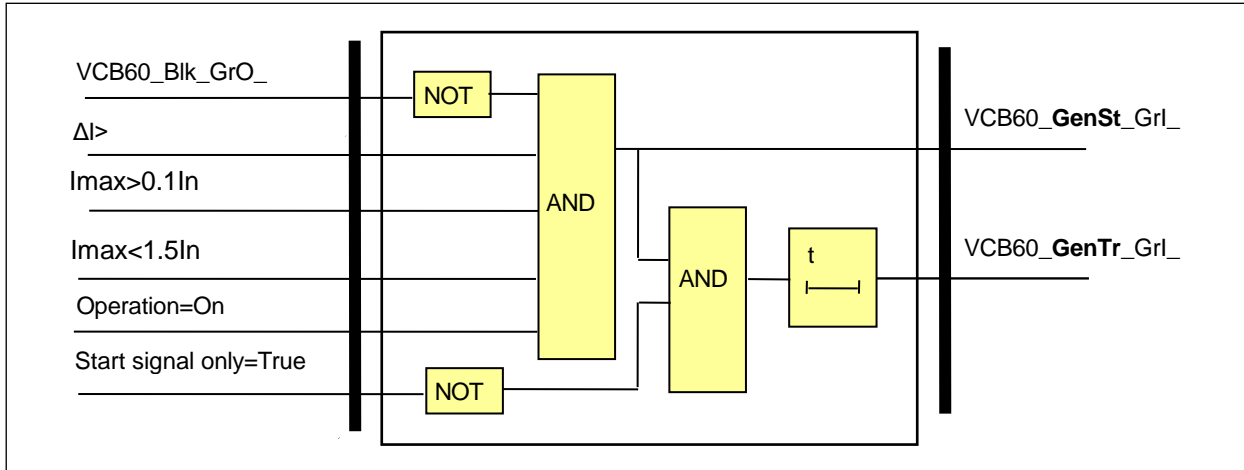 VCB60_Blk_GrO_
NOT
ΔI>
Imax>0.1In
AND
Imax<1.5In
Operation=On
Start signal only=True
NOT
AND
t
VCB60_GenSt_GrI_
VCB60_GenTr_GrI_